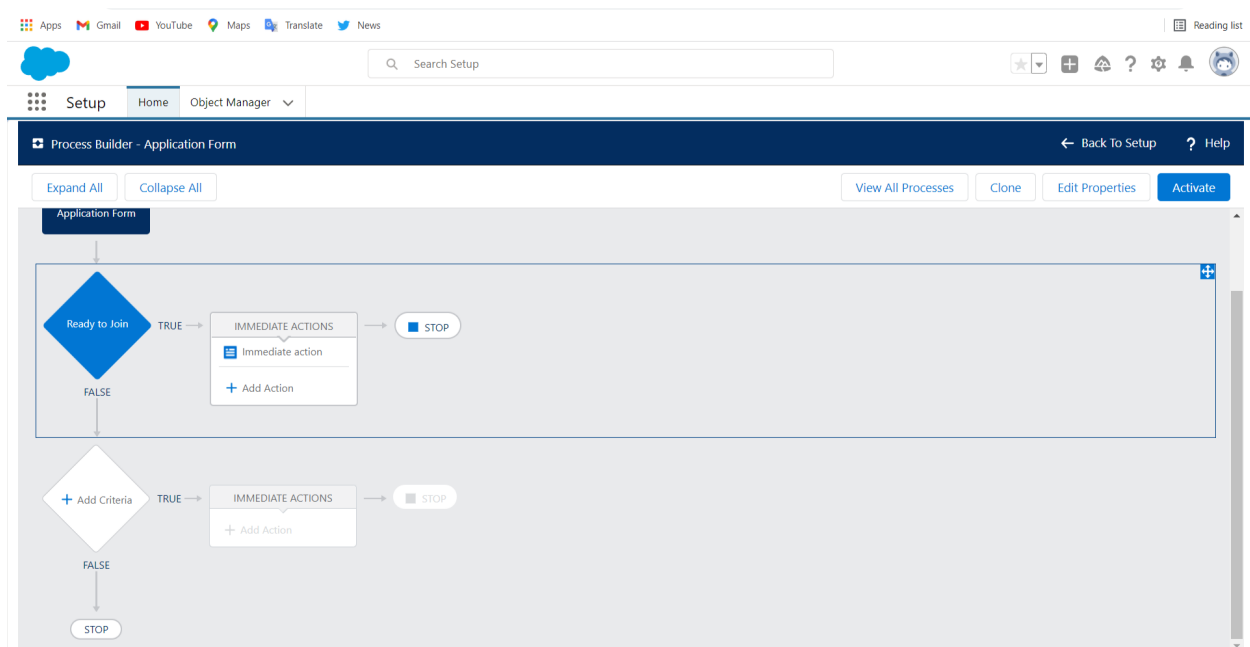 Apps Gmail YouTube Maps Translate News Reading list
Search Setup
Setup Home Object Manager
Process Builder - Application Form Back To Setup ? Help
Expand All Collapse All View All Processes Clone Edit Properties Activate
Application Form
Ready to Join TRUE IMMEDIATE ACTIONS STOP
Immediate action
+ Add Action
FALSE
+ Add Criteria TRUE IMMEDIATE ACTIONS STOP
+ Add Action
FALSE
STOP